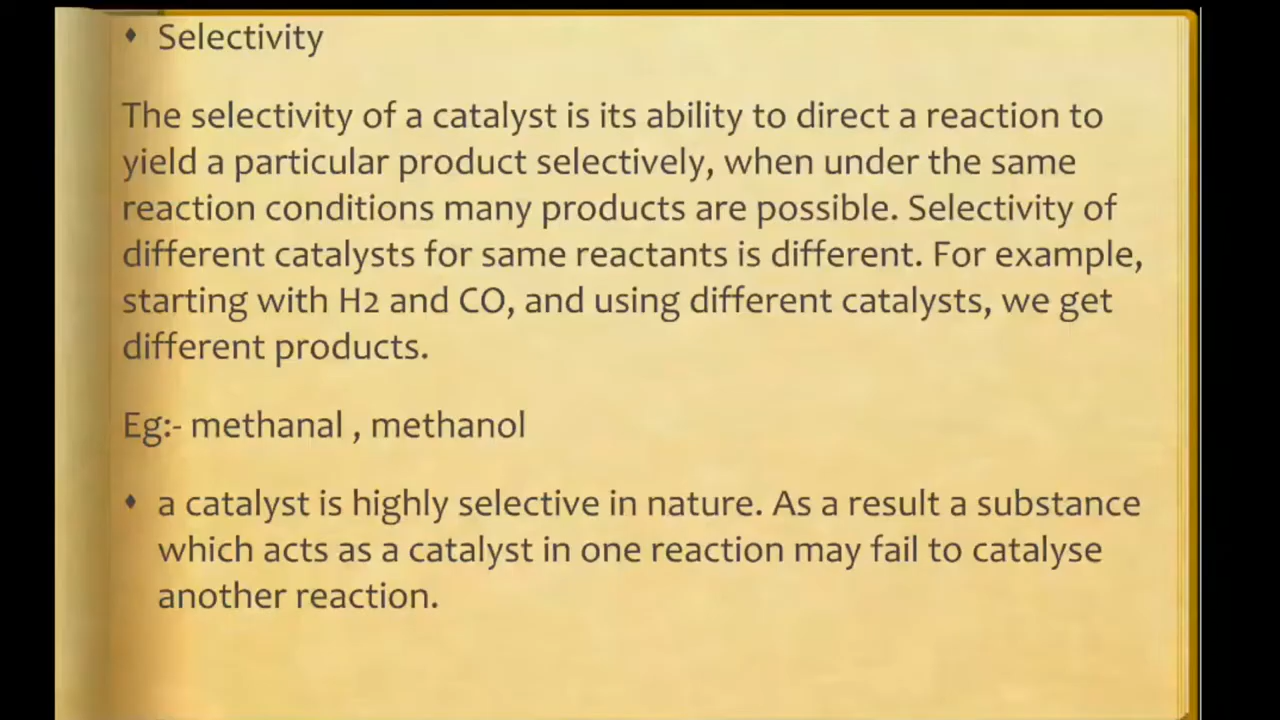 ♦ Selectivity
The selectivity of a catalyst is its ability to direct a reaction to
yield a particular product selectively, when under the same
reaction conditions many products are possible. Selectivity of
different catalysts for same reactants is different. For example,
starting with H2 and CO, and using different catalysts, we get
different products.
Eg:- methanal , methanol
♦ a catalyst is highly selective in nature. As a result a substance
which acts as a catalyst in one reaction may fail to catalyse
another reaction.